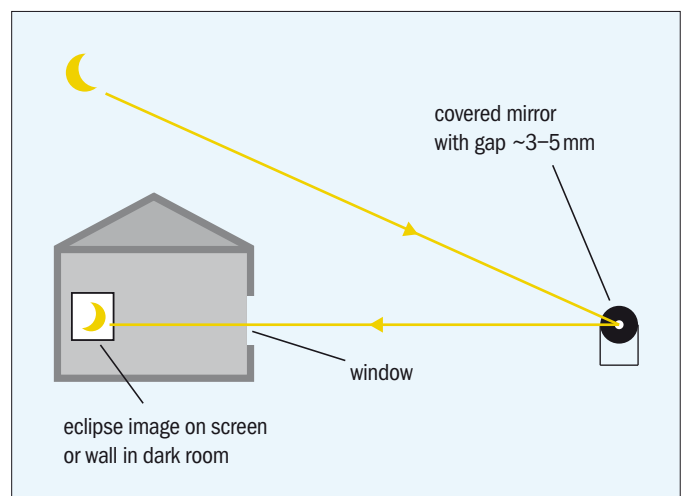 covered mirror
with gap ~3–5 mm
window
eclipse image on screen
or wall in dark room